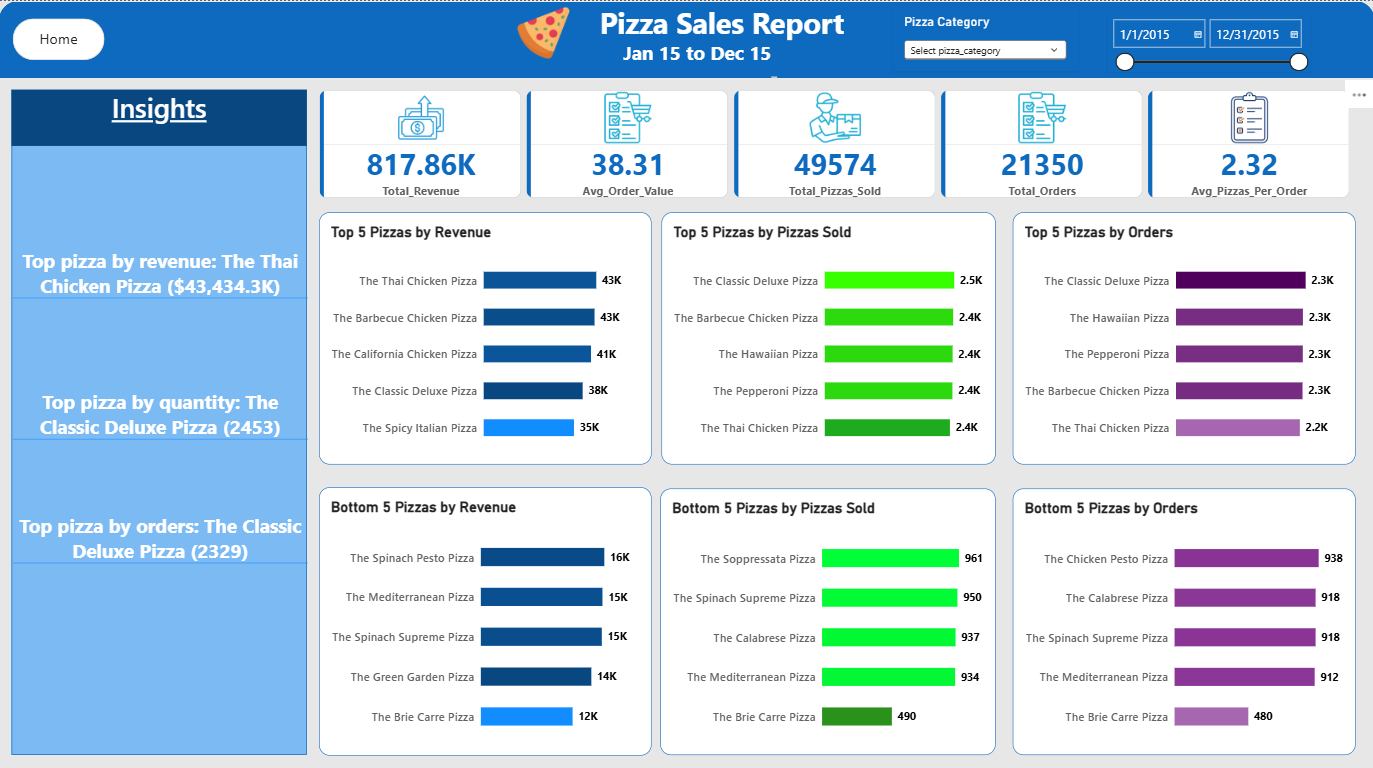 Home
Pizza Sales Report
Jan 15 to Dec 15
Pizza Category
Select pizza_category
1/1/2015
12/31/2015
Insights
Top pizza by revenue: The Thai
Chicken Pizza ($43,434.3K)
Top pizza by quantity: The
Classic Deluxe Pizza (2453)
Top pizza by orders: The Classic
Deluxe Pizza (2329)
817.86K
Total_Revenue
38.31
Avg_Order_Value
49574
Total_Pizzas_Sold
21350
Total_Orders
2.32
Avg_Pizzas_Per_Order
Top 5 Pizzas by Revenue
The Thai Chicken Pizza 43K
The Barbecue Chicken Pizza 43K
The California Chicken Pizza 41K
The Classic Deluxe Pizza 38K
The Spicy Italian Pizza 35K
Top 5 Pizzas by Pizzas Sold
The Classic Deluxe Pizza 2.5K
The Barbecue Chicken Pizza 2.4K
The Hawaiian Pizza 2.4K
The Pepperoni Pizza 2.4K
The Thai Chicken Pizza 2.4K
Top 5 Pizzas by Orders
The Classic Deluxe Pizza 2.3K
The Hawaiian Pizza 2.3K
The Pepperoni Pizza 2.3K
The Barbecue Chicken Pizza 2.3K
The Thai Chicken Pizza 2.2K
Bottom 5 Pizzas by Revenue
The Spinach Pesto Pizza 16K
The Mediterranean Pizza 15K
The Spinach Supreme Pizza 15K
The Green Garden Pizza 14K
The Brie Carre Pizza 12K
Bottom 5 Pizzas by Pizzas Sold
The Soppressata Pizza 961
The Spinach Supreme Pizza 950
The Calabrese Pizza 937
The Mediterranean Pizza 934
The Brie Carre Pizza 490
Bottom 5 Pizzas by Orders
The Chicken Pesto Pizza 938
The Calabrese Pizza 918
The Spinach Supreme Pizza 918
The Mediterranean Pizza 912
The Brie Carre Pizza 480